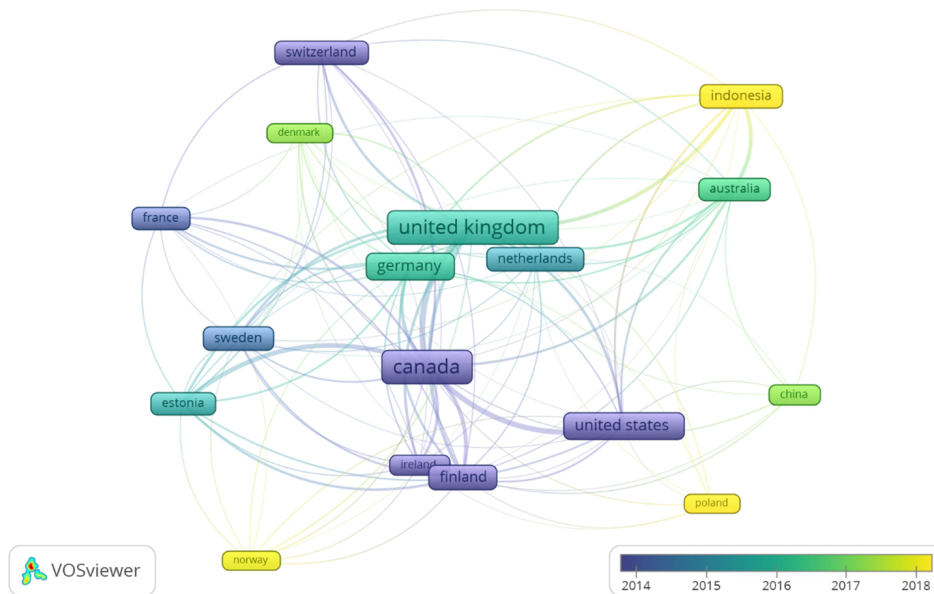 switzerland
indonesia
denmark
australia
france
united kingdom
netherlands
germany
sweden
canada
china
estonia
united states
ireland
finland
poland
norway
VOSviewer
2014 2015 2016 2017 2018